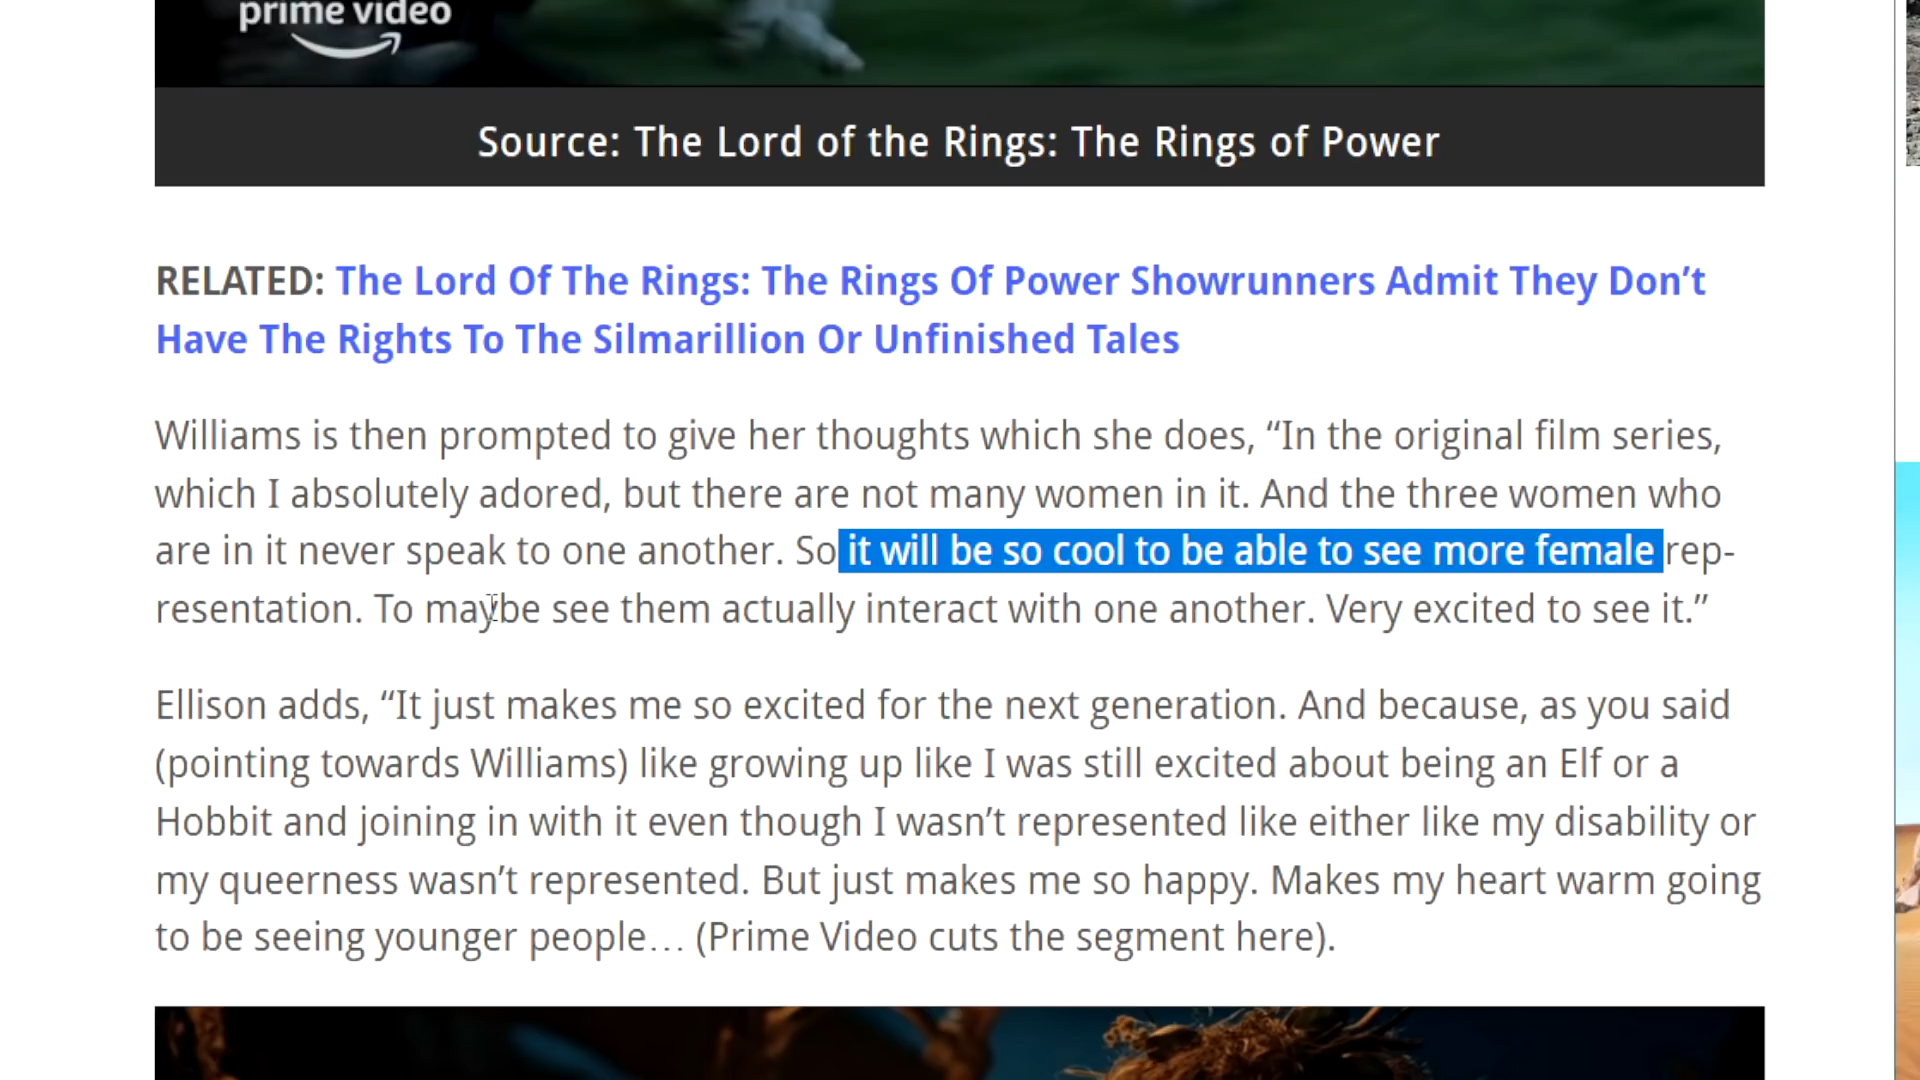 prime video
Source: The Lord of the Rings: The Rings of Power
RELATED: The Lord Of The Rings: The Rings Of Power Showrunners Admit They Don’t
Have The Rights To The Silmarillion Or Unfinished Tales
Williams is then prompted to give her thoughts which she does, “In the original film series,
which I absolutely adored, but there are not many women in it. And the three women who
are in it never speak to one another. So it will be so cool to be able to see more female rep-
resentation. To maybe see them actually interact with one another. Very excited to see it.”
Ellison adds, “It just makes me so excited for the next generation. And because, as you said
(pointing towards Williams) like growing up like I was still excited about being an Elf or a
Hobbit and joining in with it even though I wasn’t represented like either like my disability or
my queerness wasn’t represented. But just makes me so happy. Makes my heart warm going
to be seeing younger people… (Prime Video cuts the segment here).